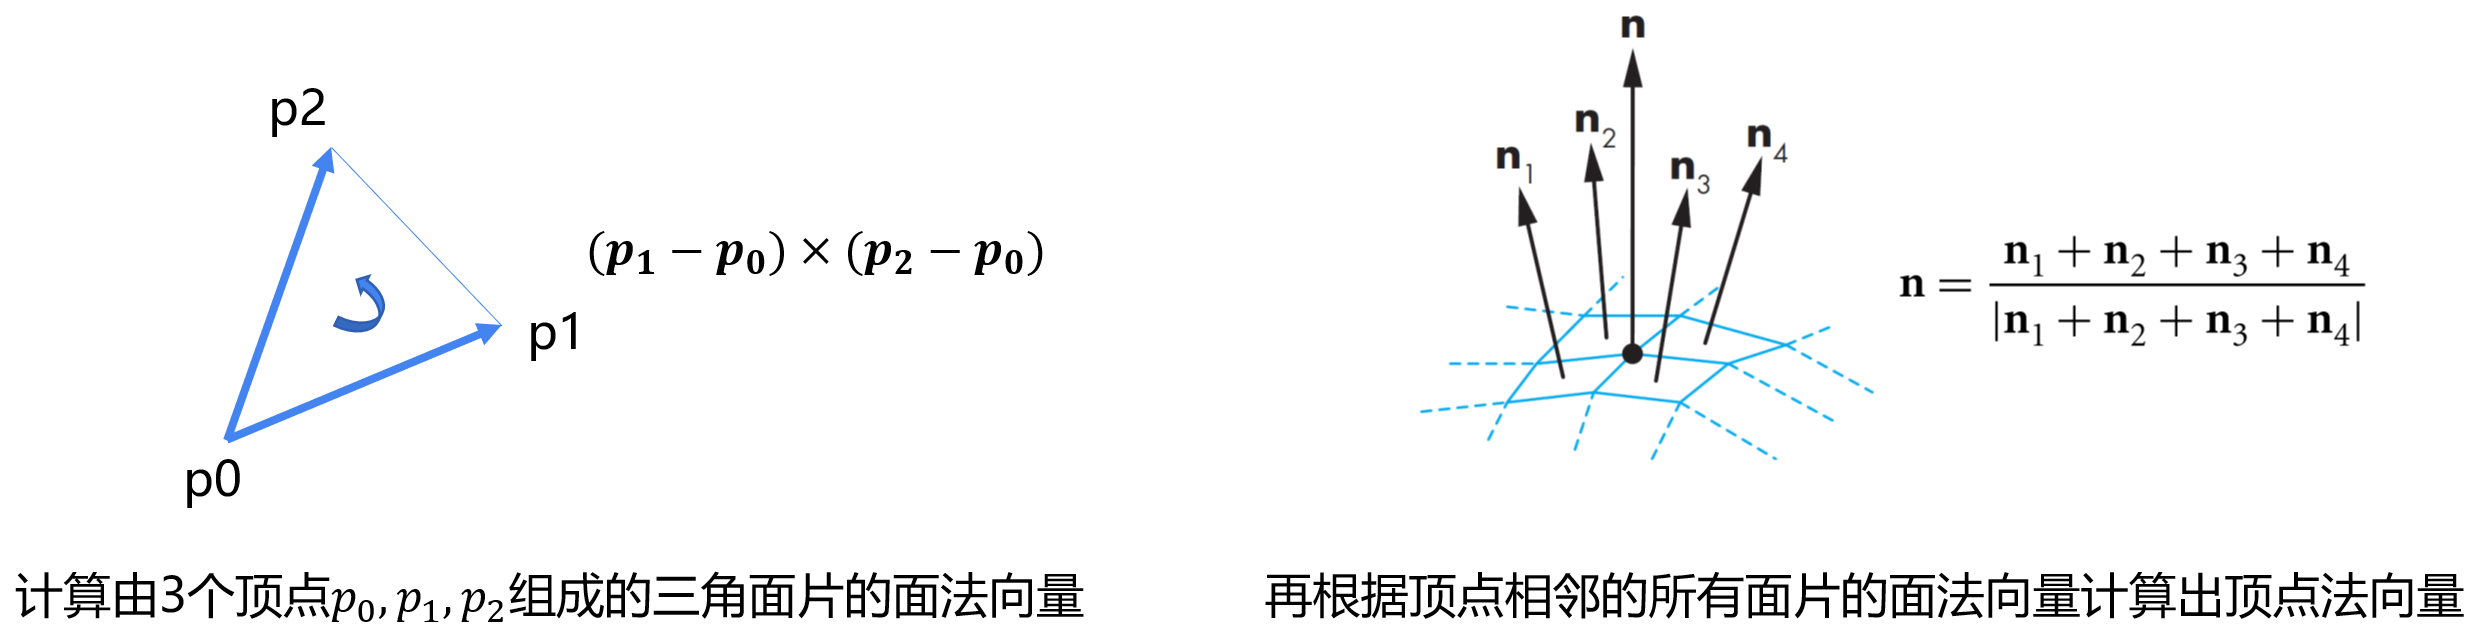 p2
p1
p0
(p₁ − p₀) × (p₂ − p₀)
计算由3个顶点p₀, p₁, p₂组成的三角面片的面法向量
n
n₁
n₂
n₃
n₄
n = (n₁ + n₂ + n₃ + n₄) / |n₁ + n₂ + n₃ + n₄|
再根据顶点相邻的所有面片的面法向量计算出顶点法向量